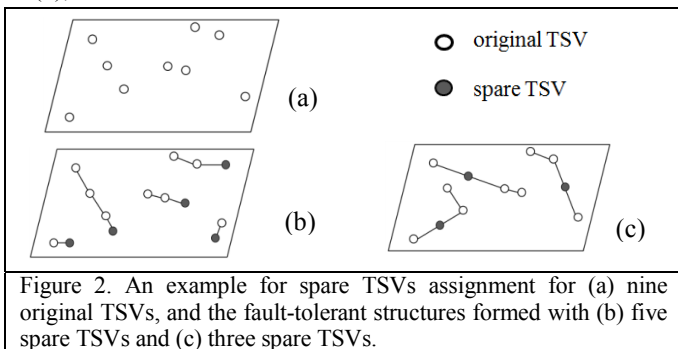 original TSV
spare TSV
(a)
(b)
(c)
Figure 2. An example for spare TSVs assignment for (a) nine
original TSVs, and the fault-tolerant structures formed with (b) five
spare TSVs and (c) three spare TSVs.